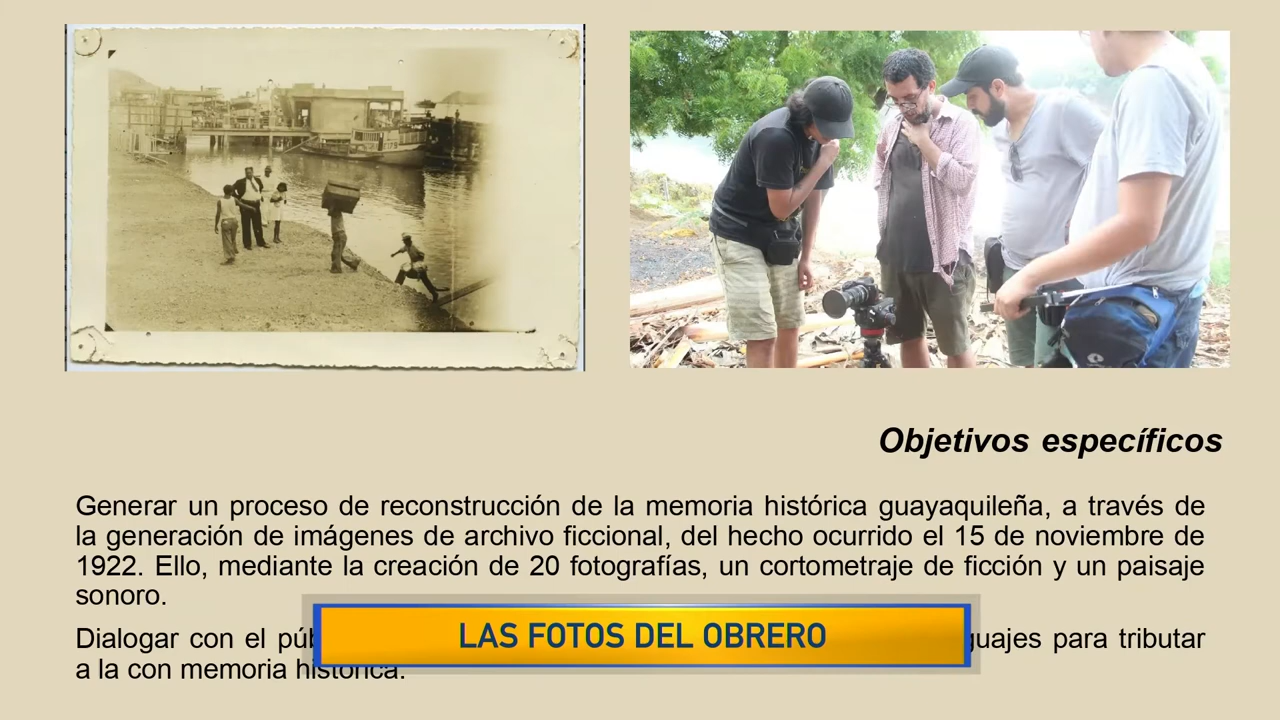 Objetivos específicos
Generar un proceso de reconstrucción de la memoria histórica guayaquileña, a través de
la generación de imágenes de archivo ficcional, del hecho ocurrido el 15 de noviembre de
1922. Ello, mediante la creación de 20 fotografías, un cortometraje de ficción y un paisaje
sonoro.
LAS FOTOS DEL OBRERO
Dialogar con el para tributar
a la con memoria histórica.